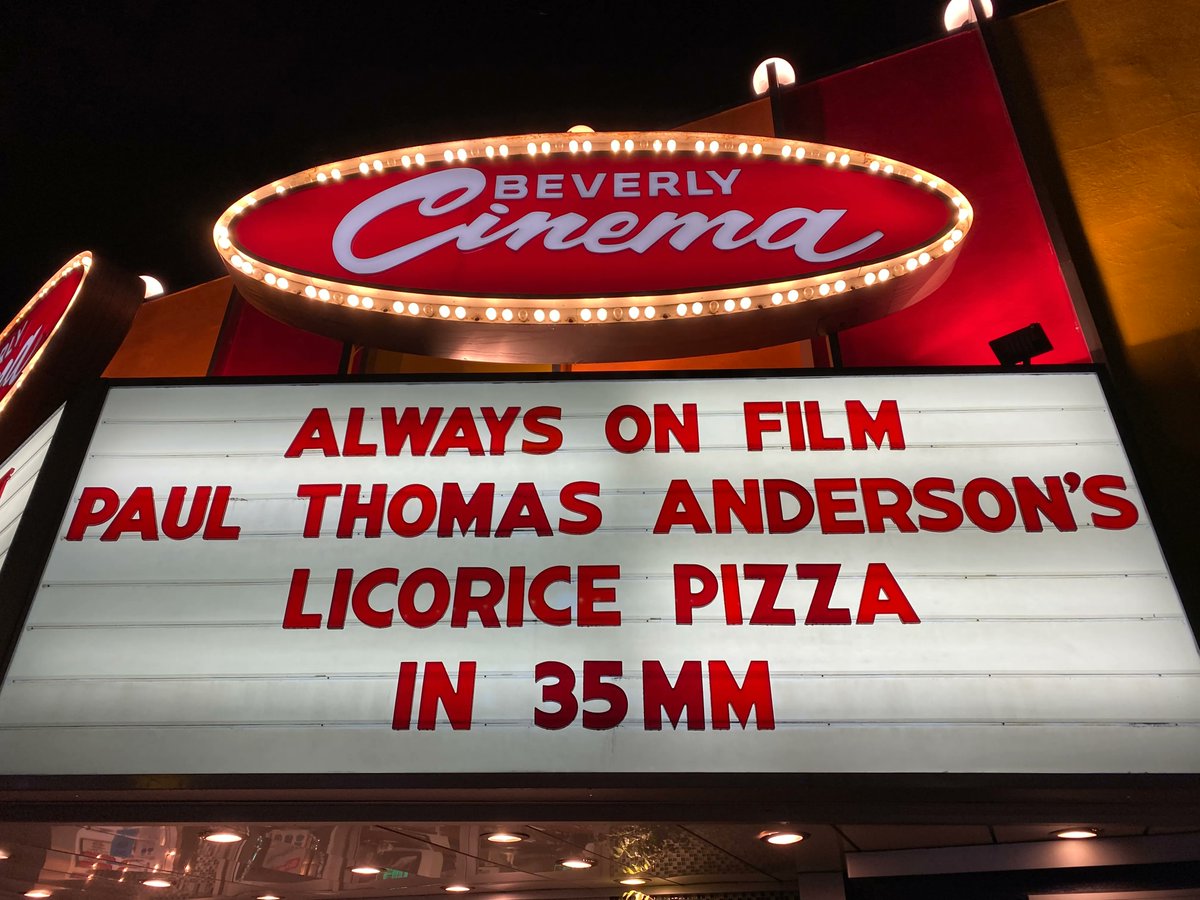 BEVERLY
Cinema
ALWAYS ON FILM
PAUL THOMAS ANDERSON'S
LICORICE PIZZA
IN 35MM